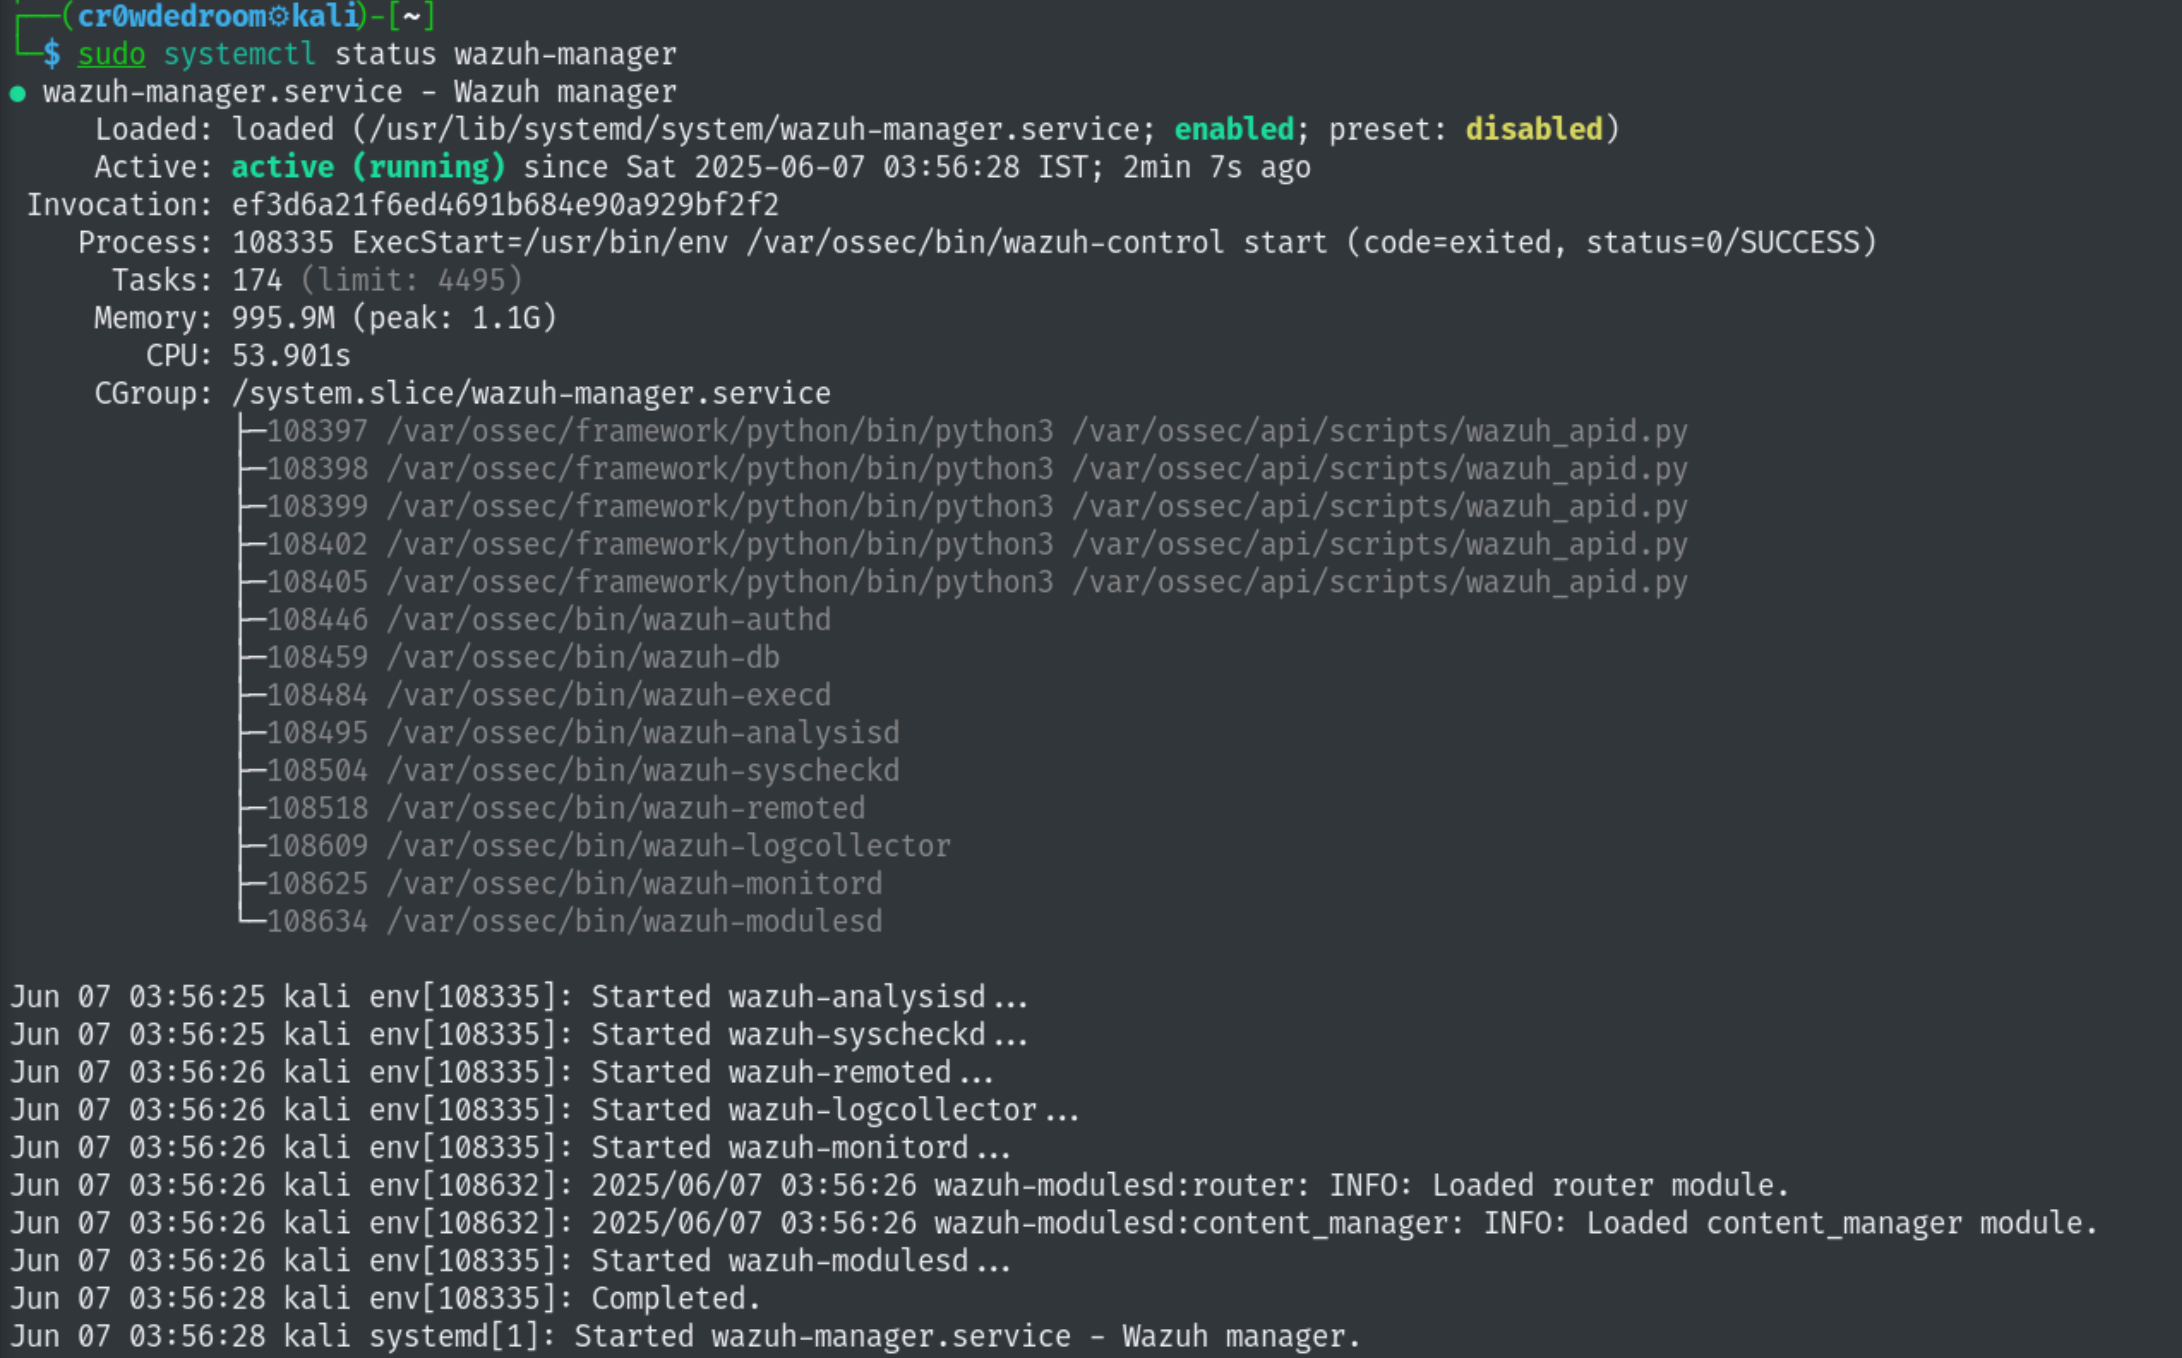 ┌──(cr0wdedroom⚙kali)-[~]
└─$ sudo systemctl status wazuh-manager
● wazuh-manager.service - Wazuh manager
Loaded: loaded (/usr/lib/systemd/system/wazuh-manager.service; enabled; preset: disabled)
Active: active (running) since Sat 2025-06-07 03:56:28 IST; 2min 7s ago
Invocation: ef3d6a21f6ed4691b684e90a929bf2f2
Process: 108335 ExecStart=/usr/bin/env /var/ossec/bin/wazuh-control start (code=exited, status=0/SUCCESS)
Tasks: 174 (limit: 4495)
Memory: 995.9M (peak: 1.1G)
CPU: 53.901s
CGroup: /system.slice/wazuh-manager.service
├─108397 /var/ossec/framework/python/bin/python3 /var/ossec/api/scripts/wazuh_apid.py
├─108398 /var/ossec/framework/python/bin/python3 /var/ossec/api/scripts/wazuh_apid.py
├─108399 /var/ossec/framework/python/bin/python3 /var/ossec/api/scripts/wazuh_apid.py
├─108402 /var/ossec/framework/python/bin/python3 /var/ossec/api/scripts/wazuh_apid.py
├─108405 /var/ossec/framework/python/bin/python3 /var/ossec/api/scripts/wazuh_apid.py
├─108446 /var/ossec/bin/wazuh-authd
├─108459 /var/ossec/bin/wazuh-db
├─108484 /var/ossec/bin/wazuh-execd
├─108495 /var/ossec/bin/wazuh-analysisd
├─108504 /var/ossec/bin/wazuh-syscheckd
├─108518 /var/ossec/bin/wazuh-remoted
├─108609 /var/ossec/bin/wazuh-logcollector
├─108625 /var/ossec/bin/wazuh-monitord
└─108634 /var/ossec/bin/wazuh-modulesd
Jun 07 03:56:25 kali env[108335]: Started wazuh-analysisd...
Jun 07 03:56:25 kali env[108335]: Started wazuh-syscheckd...
Jun 07 03:56:26 kali env[108335]: Started wazuh-remoted...
Jun 07 03:56:26 kali env[108335]: Started wazuh-logcollector...
Jun 07 03:56:26 kali env[108335]: Started wazuh-monitord...
Jun 07 03:56:26 kali env[108632]: 2025/06/07 03:56:26 wazuh-modulesd:router: INFO: Loaded router module.
Jun 07 03:56:26 kali env[108632]: 2025/06/07 03:56:26 wazuh-modulesd:content_manager: INFO: Loaded content_manager module.
Jun 07 03:56:26 kali env[108335]: Started wazuh-modulesd...
Jun 07 03:56:28 kali env[108335]: Completed.
Jun 07 03:56:28 kali systemd[1]: Started wazuh-manager.service - Wazuh manager.